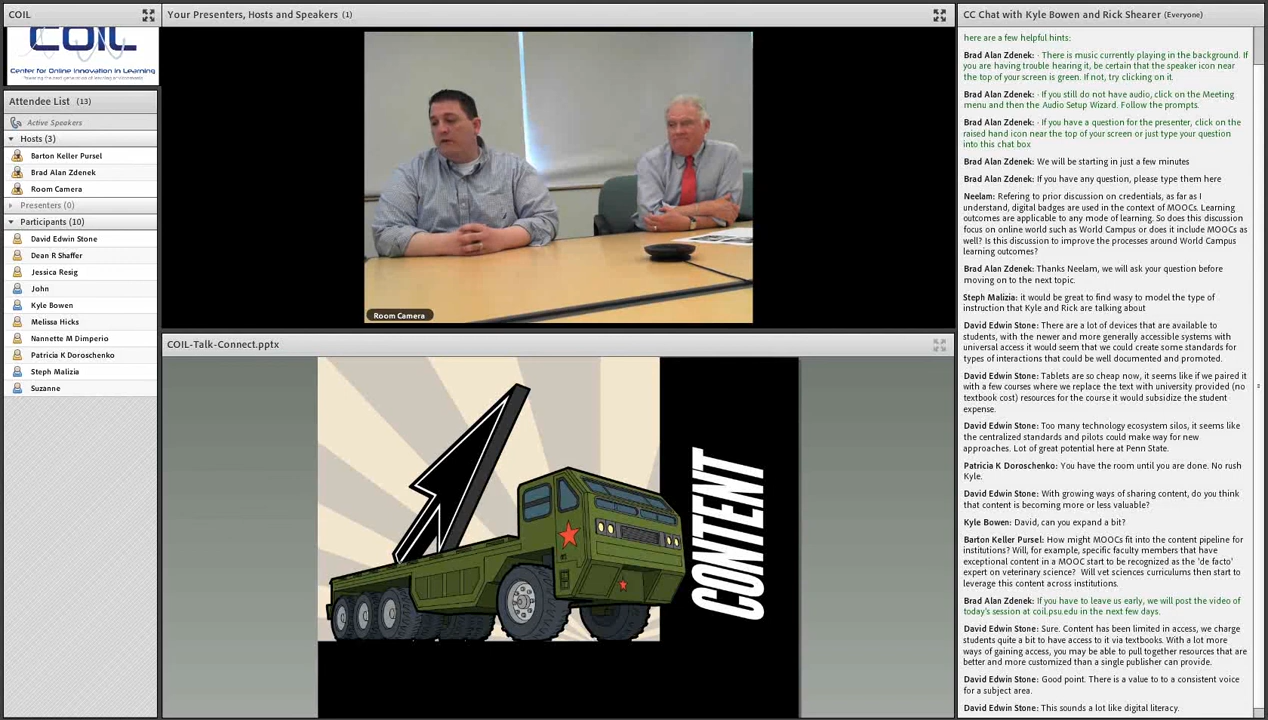 COIL
COIL
Center for Online Innovation in Learning
Attendee List (13)
Active Speakers
Hosts (3)
Barton Keller Pursel
Brad Alan Zdenek
Room Camera
Presenters (0)
Participants (10)
David Edwin Stone
Dean R Shaffer
Jessica Resig
John
Kyle Bowen
Melissa Hicks
Nannette M Dimperio
Patricia K Doroschenko
Steph Malizia
Suzanne
Your Presenters, Hosts and Speakers (1)
Room Camera
COIL-Talk-Connect.pptx
CONTENT
CC Chat with Kyle Bowen and Rick Shearer (Everyone)
here are a few helpful hints:
Brad Alan Zdenek: · There is music currently playing in the background. If
you are having trouble hearing it, be certain that the speaker icon near
the top of your screen is green. If not, try clicking on it.
Brad Alan Zdenek: · If you still do not have audio, click on the Meeting
menu and then the Audio Setup Wizard. Follow the prompts.
Brad Alan Zdenek: · If you have a question for the presenter, click on the
raised hand icon near the top of your screen or just type your question
into this chat box
Brad Alan Zdenek: We will be starting in just a few minutes
Brad Alan Zdenek: If you have any question, please type them here
Neelam: Refering to prior discussion on credentials, as far as I
understand, digital badges are used in the context of MOOCs. Learning
outcomes are applicable to any mode of learning. So does this discussion
focus on online world such as World Campus or does it include MOOCs as
well? Is this discussion to improve the processes around World Campus
learning outcomes?
Brad Alan Zdenek: Thanks Neelam, we will ask your question before
moving on to the next topic.
Steph Malizia: it would be great to find wasy to model the type of
instruction that Kyle and Rick are talking about
David Edwin Stone: There are a lot of devices that are available to
students, with the newer and more generally accessible systems with
universal access it would seem that we could create some standards for
types of interactions that could be well documented and promoted.
David Edwin Stone: Tablets are so cheap now, it seems like if we paired it
with a few courses where we replace the text with university provided (no
textbook cost) resources for the course it would subsidize the student
expense.
David Edwin Stone: Too many technology ecosystem silos, it seems like
the centralized standards and pilots could make way for new
approaches. Lot of great potential here at Penn State.
Patricia K Doroschenko: You have the room until you are done. No rush
Kyle.
David Edwin Stone: With growing ways of sharing content, do you think
that content is becoming more or less valuable?
Kyle Bowen: David, can you expand a bit?
Barton Keller Pursel: How might MOOCs fit into the content pipeline for
institutions? Will, for example, specific faculty members that have
exceptional content in a MOOC start to be recognized as the 'de facto'
expert on veterinary science?  Will vet sciences curriculums then start to
leverage this content across institutions.
Brad Alan Zdenek: If you have to leave us early, we will post the video of
today's session at coil.psu.edu in the next few days.
David Edwin Stone: Sure. Content has been limited in access, we charge
students quite a bit to have access to it via textbooks. With a lot more
ways of gaining access, you may be able to pull together resources that are
better and more customized than a single publisher can provide.
David Edwin Stone: Good point. There is a value to to a consistent voice
for a subject area.
David Edwin Stone: This sounds a lot like digital literacy.